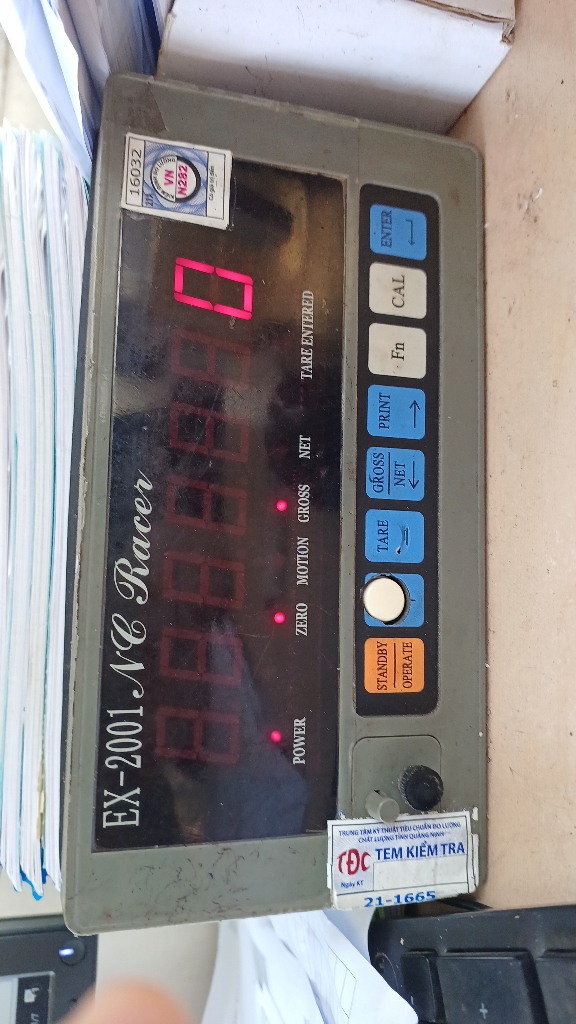 EX-2001 NC Racer
16032
VN
N282
0
POWER ZERO MOTION GROSS NET TARE ENTERED
STANDBY
OPERATE
TARE
GROSS
NET
PRINT
Fn
CAL
ENTER
TRUNG TÂM KỸ THUẬT TIÊU CHUẨN ĐO LƯỜNG
CHẤT LƯỢNG TỈNH QUẢNG NINH
TĐC
TEM KIỂM TRA
Ngày KT
21-1665